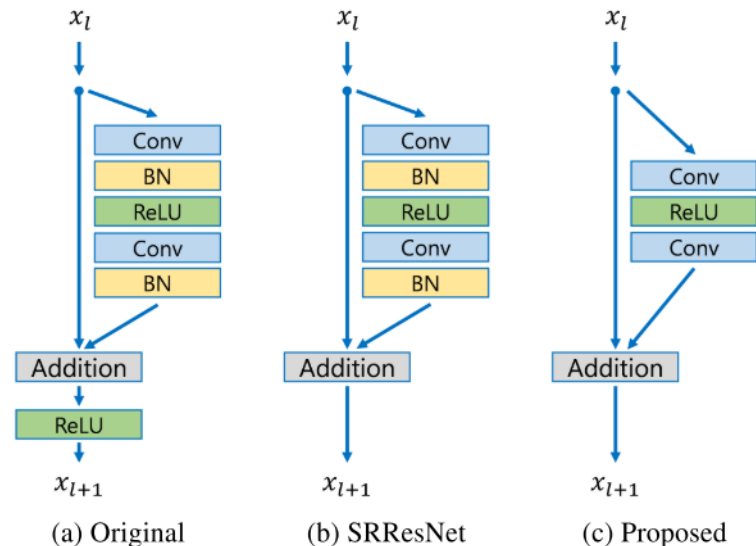 x_l
Conv
BN
ReLU
Conv
BN
Addition
ReLU
x_{l+1}
(a) Original
x_l
Conv
BN
ReLU
Conv
BN
Addition
x_{l+1}
(b) SRResNet
x_l
Conv
ReLU
Conv
Addition
x_{l+1}
(c) Proposed